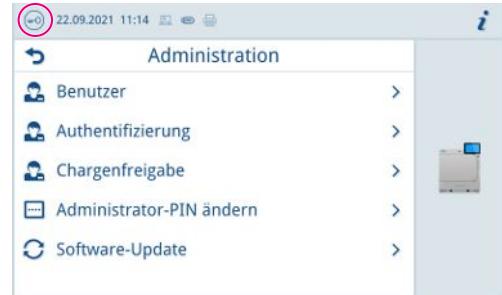 22.09.2021 11:14 i
Administration
Benutzer
Authentifizierung
Chargenfreigabe
Administrator-PIN ändern
Software-Update